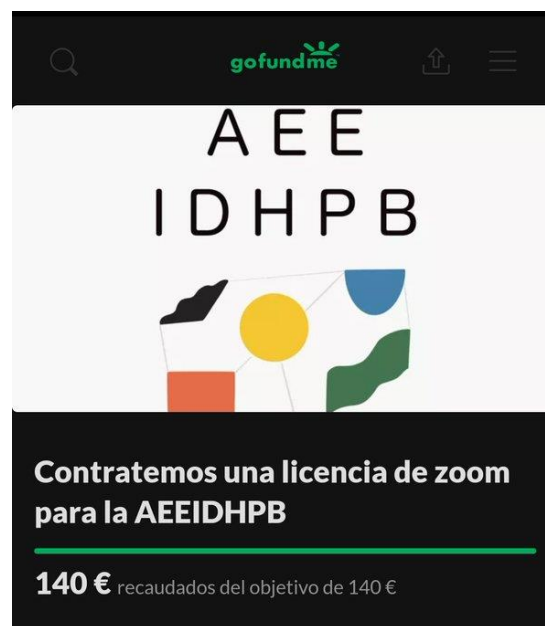 gofundme
AEE
IDHPB
Contratemos una licencia de zoom
para la AEEIDHPB
140 € recaudados del objetivo de 140 €